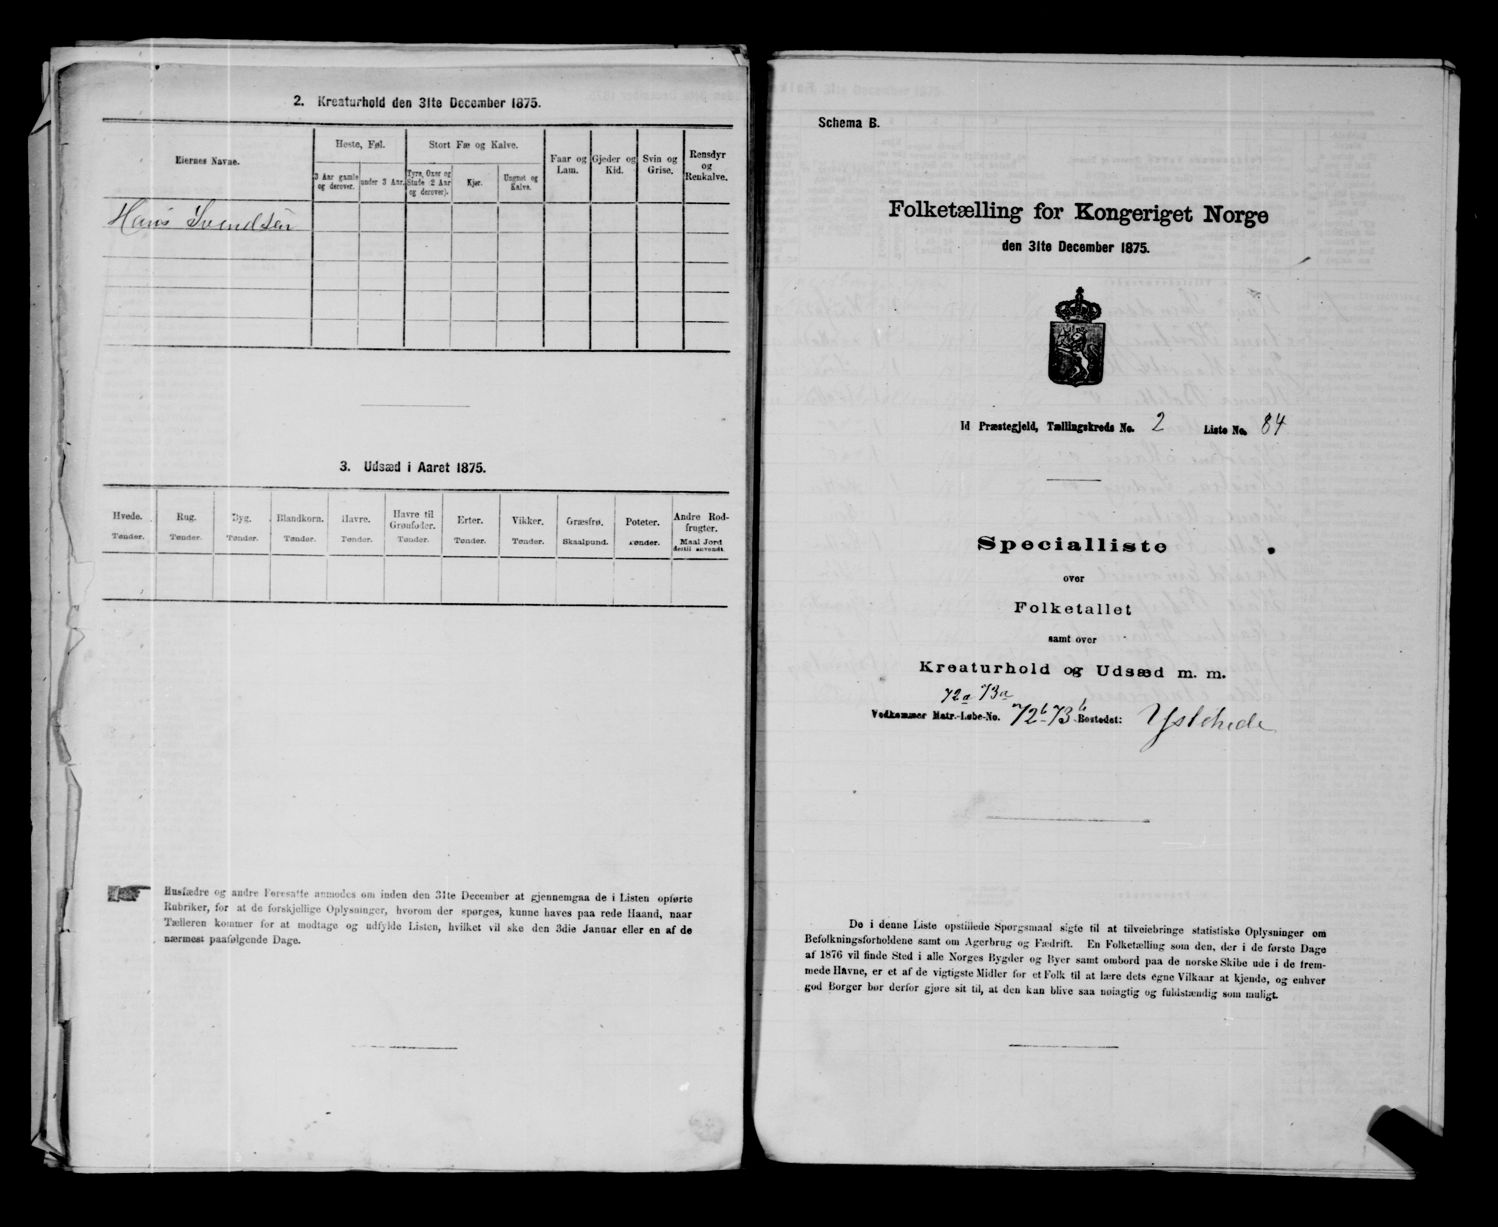 2. Kreaturhold den 31te December 1875.
Eiernes Navne.
Heste, Føl.
Stort Fæ og Kalve.
Faar og Lam.
Gjeder og Kid.
Svin og Grise.
Rensdyr og Renkalve.
3 Aar gamle og derover.
under 3 Aar.
Tyre, Oxer og Stude (2 Aar og derover).
Kjør.
Ungnøt og Kalve.
Hans Svendsen
3. Udsæd i Aaret 1875.
Hvede. Rug. Byg. Blandkorn. Havre. Havre til Grønfoder. Erter. Vikker. Græsfrø. Poteter. Andre Rodfrugter.
Tønder. Tønder. Tønder. Tønder. Tønder. Tønder. Tønder. Tønder. Skaalpund. Tønder. Maal Jord dertil anvendt.
Husfædre og andre Foresatte anmodes om inden den 31te December at gjennemgaa de i Listen opførte
Rubriker, for at de forskjellige Oplysninger, hvorom der spørges, kunne haves paa rede Haand, naar
Tælleren kommer for at modtage og udfylde Listen, hvilket vil ske den 3die Januar eller en af de
nærmest paafølgende Dage.
Schema B.
Folketælling for Kongeriget Norge
den 31te December 1875.
Id Præstegjeld, Tællingskreds No. 2 Liste No. 84
Specialliste
over
Folketallet
samt over
Kreaturhold og Udsæd m. m.
72a 73a
Vedkommer Matr.-Løbe-No. 72b 73b Bostedet: Ystehede
De i denne Liste opstillede Spørgsmaal sigte til at tilveiebringe statistiske Oplysninger om
Befolkningsforholdene samt om Agerbrug og Fædrift. En Folketælling som den, der i de første Dage
af 1876 vil finde Sted i alle Norges Bygder og Byer samt ombord paa de norske Skibe ude i de frem-
mede Havne, er et af de vigtigste Midler for et Folk til at lære dets egne Vilkaar at kjende, og enhver
god Borger bør derfor gjøre sit til, at den kan blive saa nøiagtig og fuldstændig som muligt.